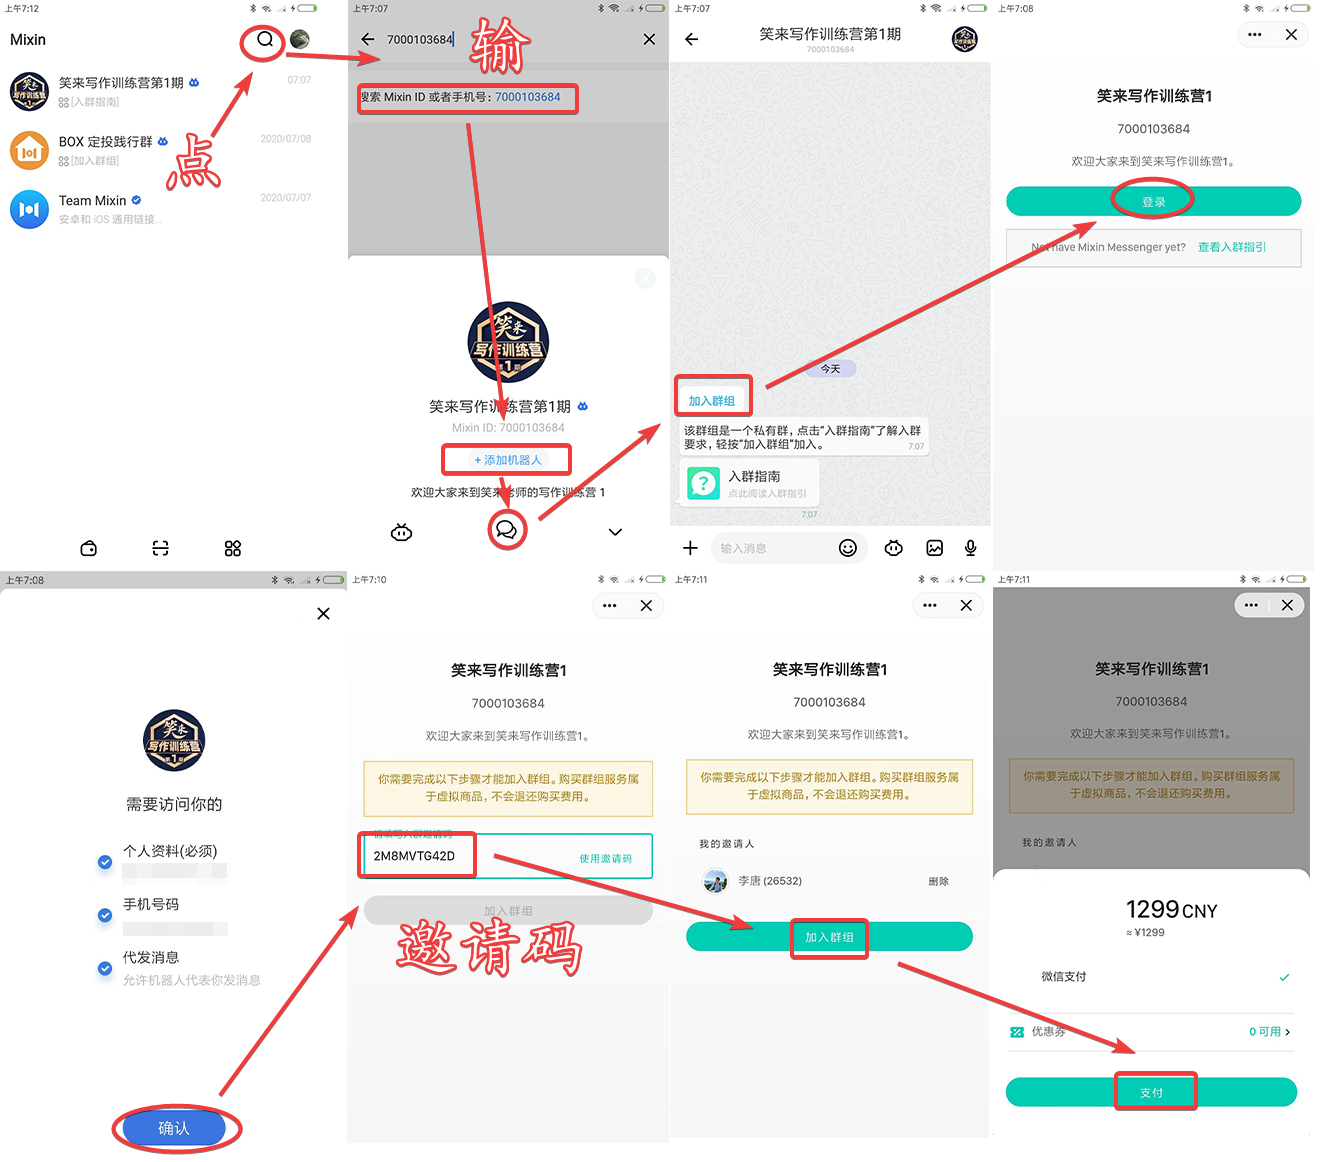 上午7:12
Mixin
笑来写作训练营第1期
07:07
[入群指南]
BOX 定投践行群
2020/07/08
[加入群组]
Team Mixin
2020/07/07
安卓和 iOS 通用链接...
点
上午7:07
7000103684
输
搜索 Mixin ID 或者手机号: 7000103684
笑来
写作训练营
第1期
笑来写作训练营第1期
Mixin ID: 7000103684
+ 添加机器人
欢迎大家来到笑来老师的写作训练营 1
上午7:07
笑来写作训练营第1期
7000103684
今天
加入群组
该群组是一个私有群，点击“入群指南”了解入群
要求，轻按“加入群组”加入。
7:07
入群指南
点此阅读入群指引
7:07
输入消息
上午7:08
笑来写作训练营1
7000103684
欢迎大家来到笑来写作训练营1。
登录
Not have Mixin Messenger yet? 查看入群指引
上午7:08
笑来
写作训练营
第1期
需要访问你的
个人资料(必须)
手机号码
代发消息
允许机器人代表你发消息
确认
上午7:10
笑来写作训练营1
7000103684
欢迎大家来到笑来写作训练营1。
你需要完成以下步骤才能加入群组。购买群组服务属
于虚拟商品，不会退还购买费用。
请填写入群邀请码
2M8MVTG42D
使用邀请码
加入群组
邀请码
上午7:11
笑来写作训练营1
7000103684
欢迎大家来到笑来写作训练营1。
你需要完成以下步骤才能加入群组。购买群组服务属
于虚拟商品，不会退还购买费用。
我的邀请人
李唐 (26532)
删除
加入群组
上午7:11
笑来写作训练营1
7000103684
欢迎大家来到笑来写作训练营1。
你需要完成以下步骤才能加入群组。购买群组服务属
于虚拟商品，不会退还购买费用。
我的邀请人
1299 CNY
≈ ¥1299
微信支付
优惠券
0 可用
支付